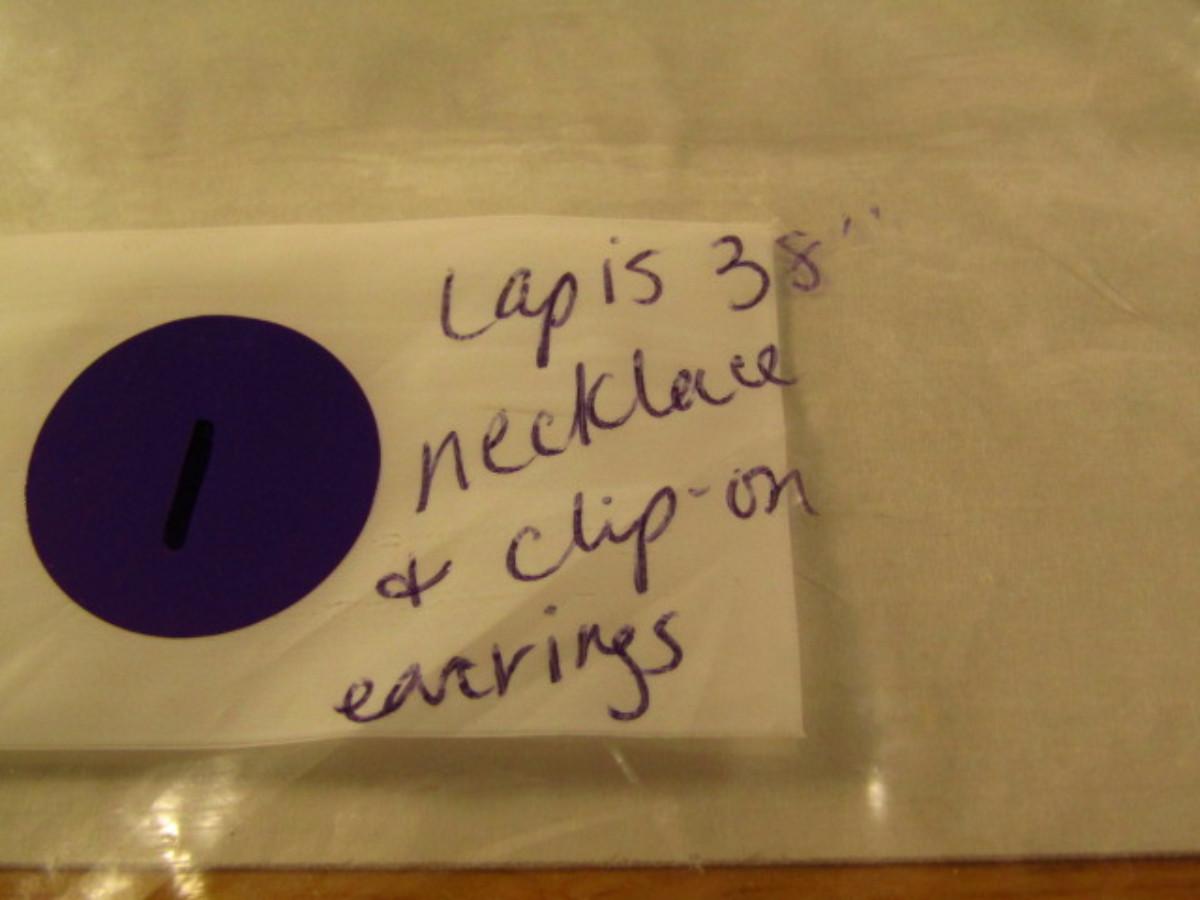 1
Lapis 38"
necklace
& clip-on
earrings